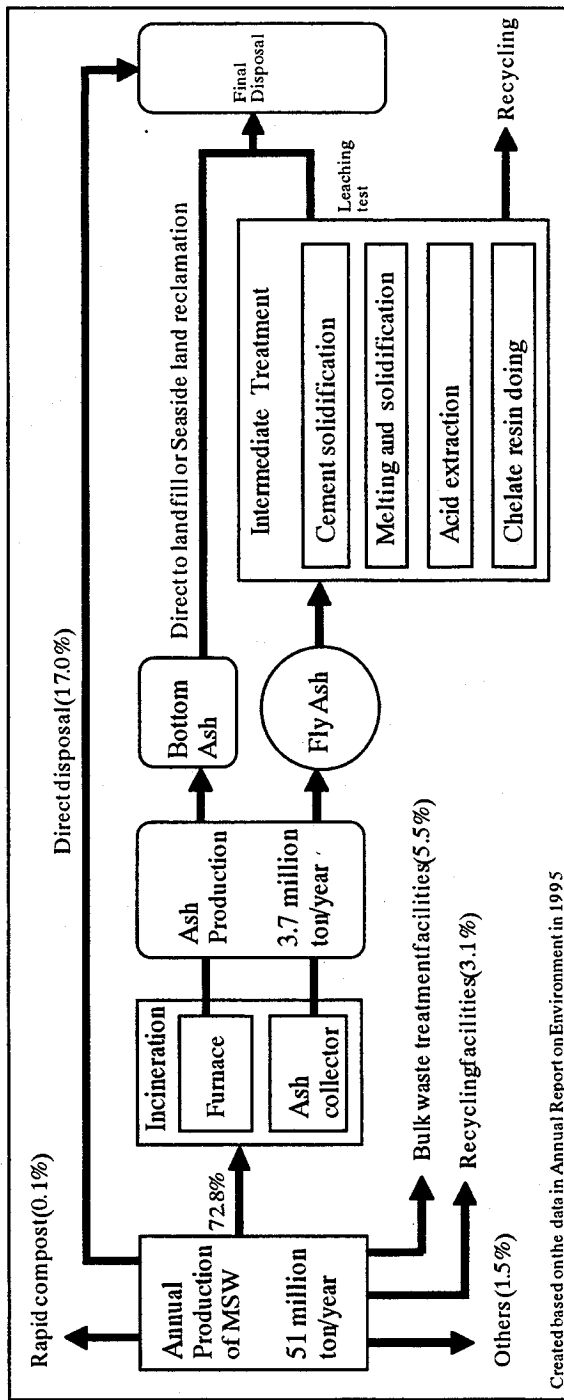 Rapid compost(0.1%)
Direct disposal(17.0%)
Annual
Production
of MSW
51 million
ton/year
72.8%
Incineration
Furnace
Ash
collector
Ash
Production
3.7 million
ton/year
Bottom
Ash
Fly Ash
Direct to landfill or Seaside land reclamation
Intermediate Treatment
Cement solidification
Melting and solidification
Acid extraction
Chelate resin doing
Leaching
test
Final
Disposal
Recycling
Bulk waste treatment facilities(5.5%)
Recycling facilities(3.1%)
Others (1.5%)
Created based on the data in Annual Report on Environment in 1995